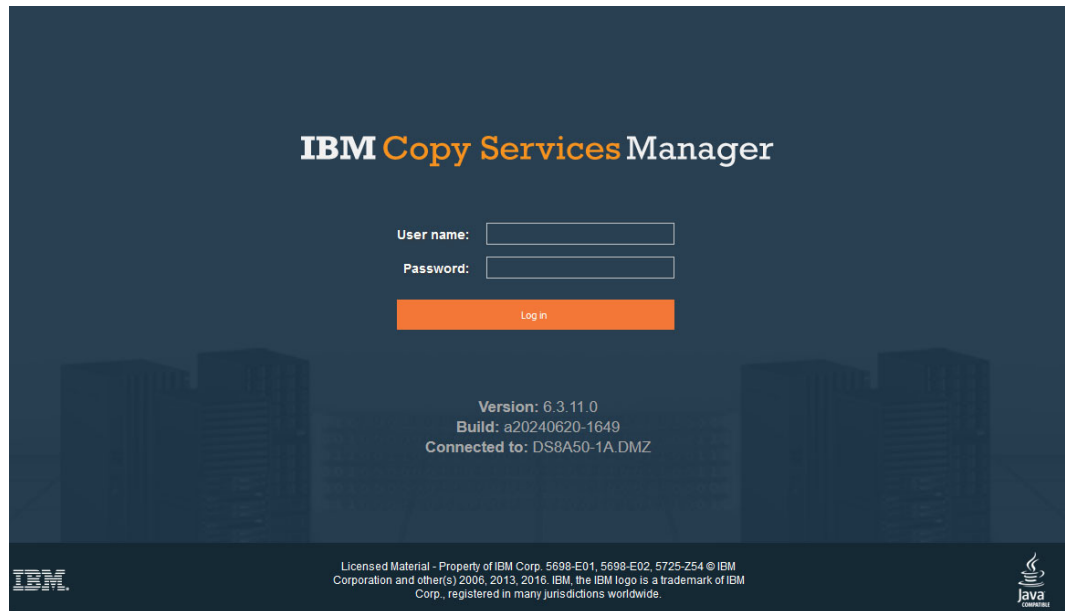 IBM Copy Services Manager
User name:
Password:
Log in
Version: 6.3.11.0
Build: a20240620-1649
Connected to: DS8A50-1A.DMZ
IBM.
Licensed Material - Property of IBM Corp. 5698-E01, 5698-E02, 5725-Z54 © IBM
Corporation and other(s) 2006, 2013, 2016. IBM, the IBM logo is a trademark of IBM
Corp., registered in many jurisdictions worldwide.
Java
COMPATIBLE